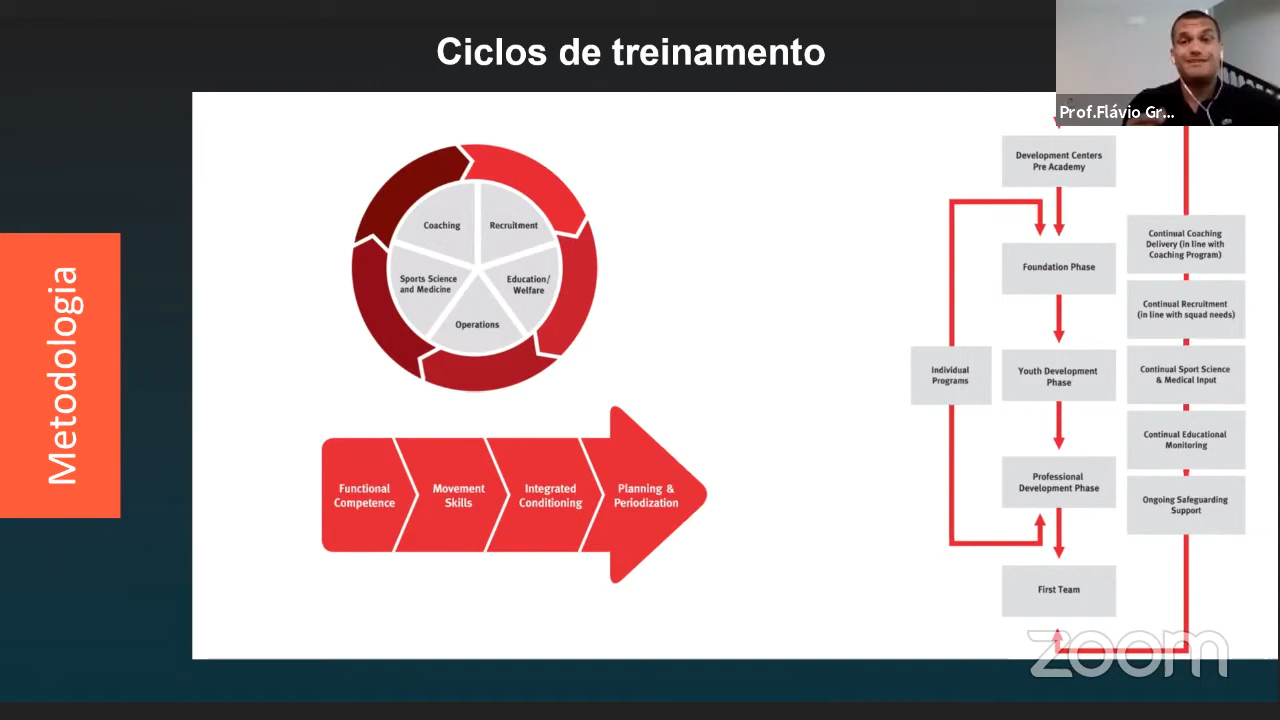 Ciclos de treinamento
Prof.Flávio Gr...
Metodologia
Coaching
Recruitment
Sports Science
and Medicine
Education/
Welfare
Operations
Functional
Competence
Movement
Skills
Integrated
Conditioning
Planning &
Periodization
Development Centers
Pre Academy
Foundation Phase
Individual
Programs
Youth Development
Phase
Professional
Development Phase
First Team
Continual Coaching
Delivery (in line with
Coaching Program)
Continual Recruitment
(in line with squad needs)
Continual Sport Science
& Medical Input
Continual Educational
Monitoring
Ongoing Safeguarding
Support
zoom